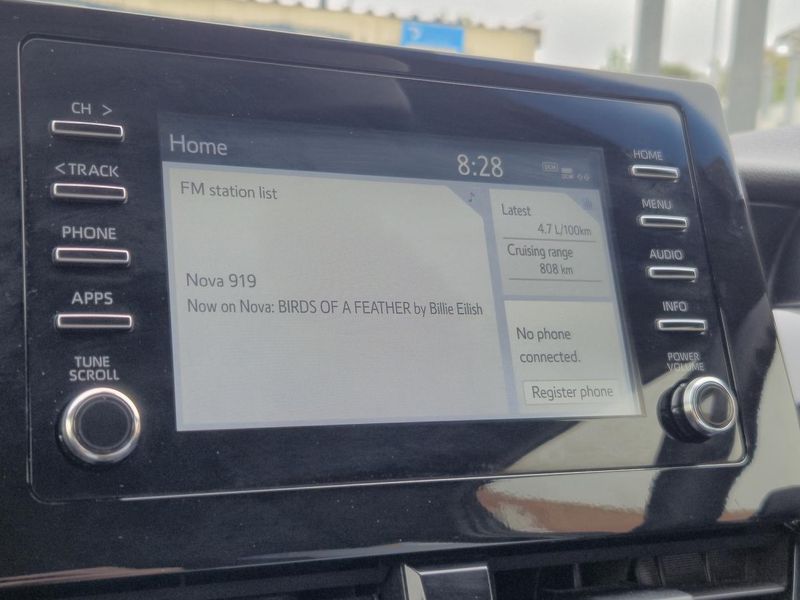 CH >
<TRACK
PHONE
APPS
TUNE
SCROLL
Home
8:28
DCM
FM station list
Nova 919
Now on Nova: BIRDS OF A FEATHER by Billie Eilish
Latest
4.7 L/100km
Cruising range
808 km
No phone
connected.
Register phone
HOME
MENU
AUDIO
INFO
POWER
VOLUME